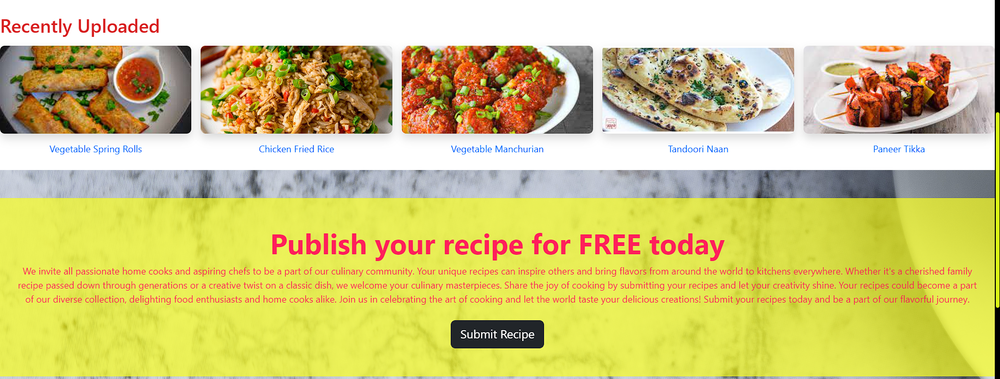 Recently Uploaded
Vegetable Spring Rolls
Chicken Fried Rice
Vegetable Manchurian
Tandoori Naan
Paneer Tikka
Publish your recipe for FREE today
We invite all passionate home cooks and aspiring chefs to be a part of our culinary community. Your unique recipes can inspire others and bring flavors from around the world to kitchens everywhere. Whether it's a cherished family
recipe passed down through generations or a creative twist on a classic dish, we welcome your culinary masterpieces. Share the joy of cooking by submitting your recipes and let your creativity shine. Your recipes could become a part
of our diverse collection, delighting food enthusiasts and home cooks alike. Join us in celebrating the art of cooking and let the world taste your delicious creations! Submit your recipes today and be a part of our flavorful journey.
Submit Recipe